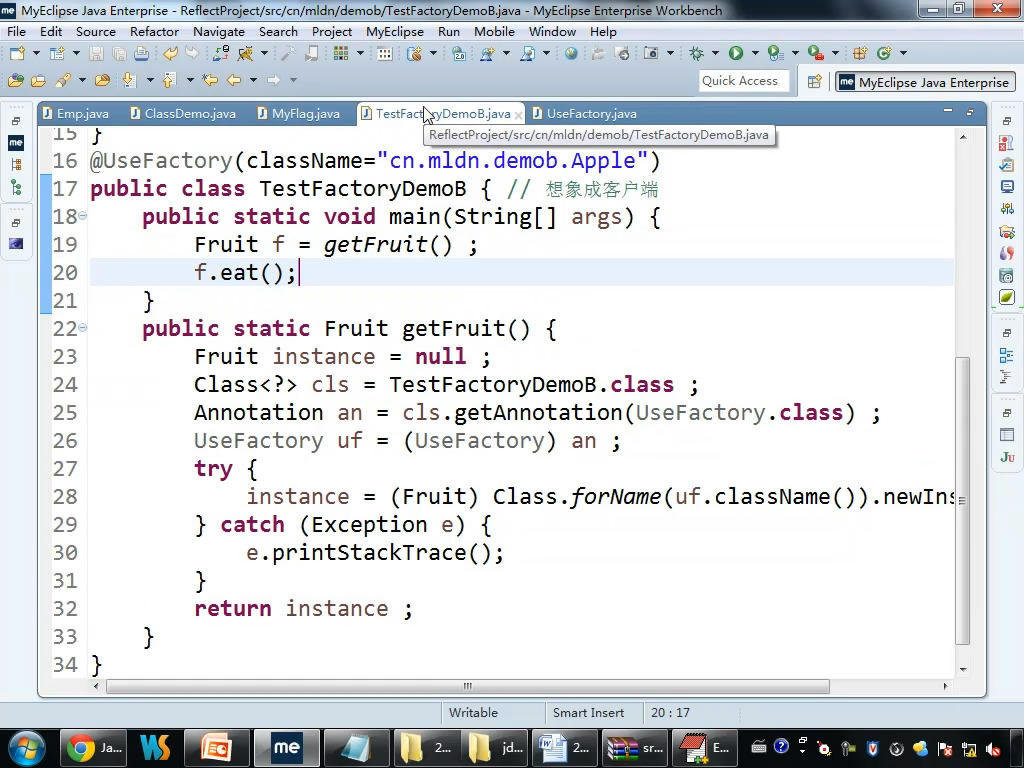 MyEclipse Java Enterprise - ReflectProject/src/cn/mldn/demob/TestFactoryDemoB.java - MyEclipse Enterprise Workbench
File Edit Source Refactor Navigate Search Project MyEclipse Run Mobile Window Help
Quick Access
me MyEclipse Java Enterprise
Emp.java ClassDemo.java MyFlag.java TestFactoryDemoB.java UseFactory.java
ReflectProject/src/cn/mldn/demob/TestFactoryDemoB.java
15 }
16 @UseFactory(className="cn.mldn.demob.Apple")
17 public class TestFactoryDemoB { // 想象成客户端
18 public static void main(String[] args) {
19 Fruit f = getFruit() ;
20 f.eat();
21 }
22 public static Fruit getFruit() {
23 Fruit instance = null ;
24 Class<?> cls = TestFactoryDemoB.class ;
25 Annotation an = cls.getAnnotation(UseFactory.class) ;
26 UseFactory uf = (UseFactory) an ;
27 try {
28 instance = (Fruit) Class.forName(uf.className()).newIns
29 } catch (Exception e) {
30 e.printStackTrace();
31 }
32 return instance ;
33 }
34 }
Writable Smart Insert 20 : 17
Ja... me 2... jd... 2... sr... E...